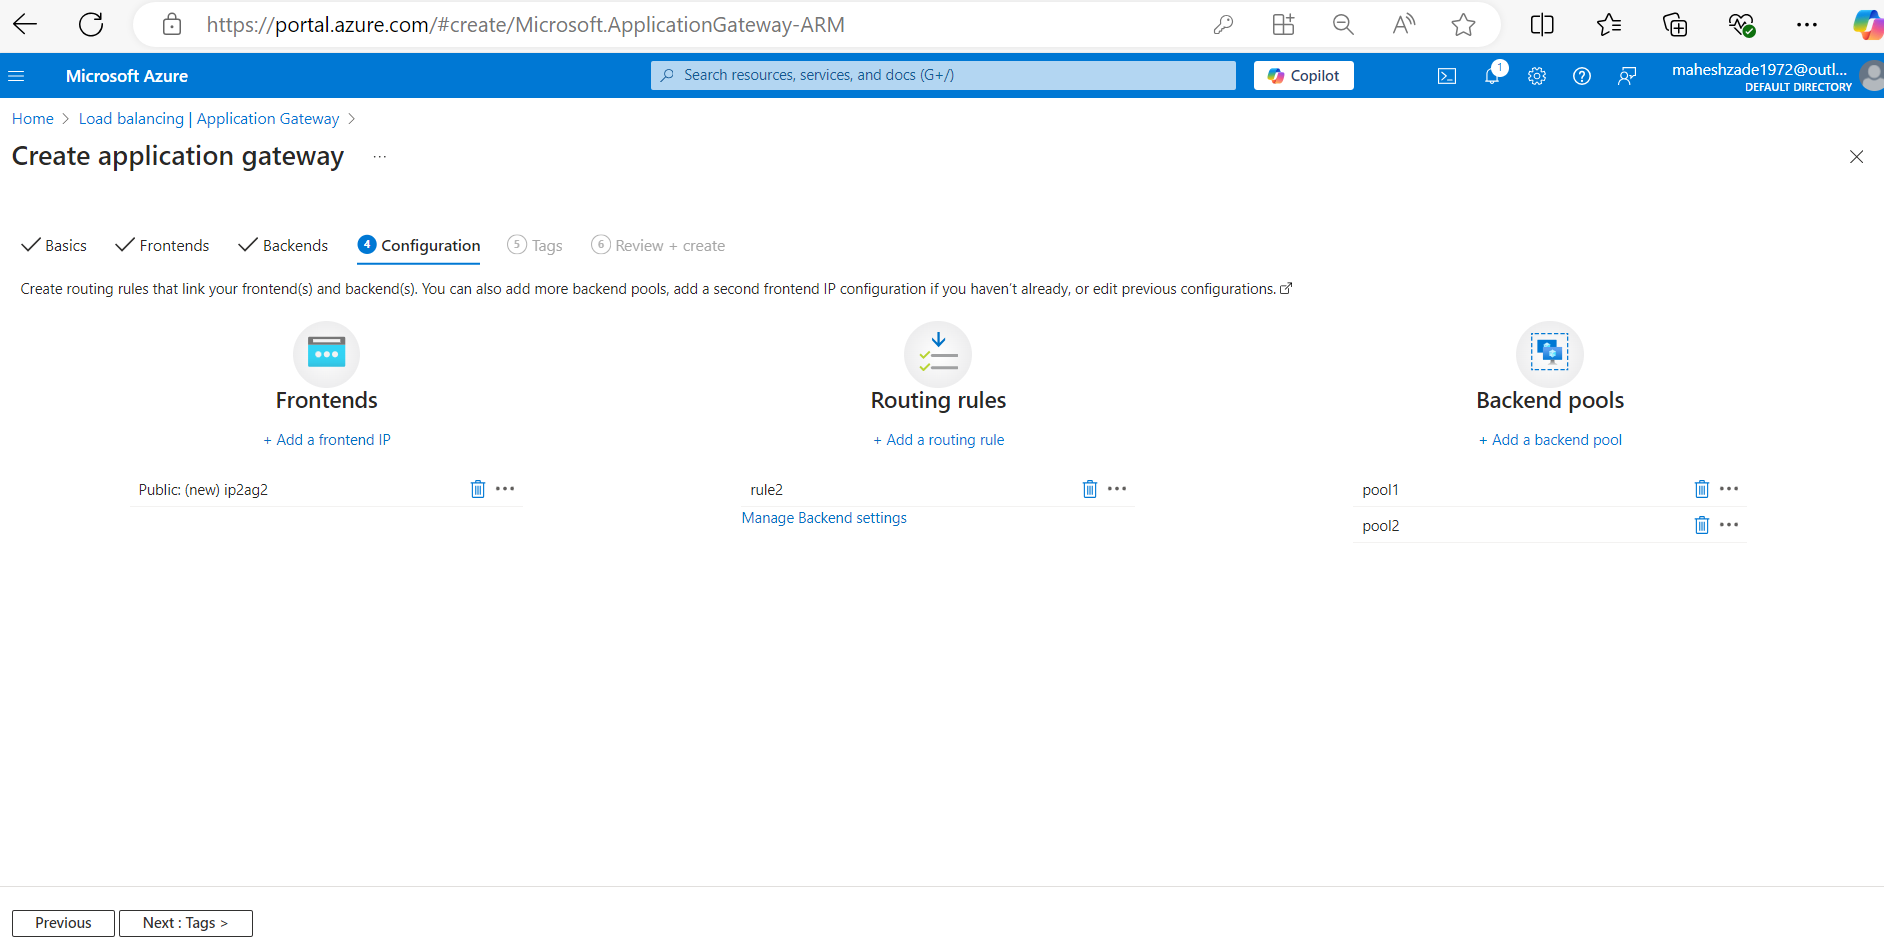 https://portal.azure.com/#create/Microsoft.ApplicationGateway-ARM
Microsoft Azure
Search resources, services, and docs (G+/)
Copilot
1
maheshzade1972@outl...
DEFAULT DIRECTORY
Home > Load balancing | Application Gateway >
Create application gateway ...
Basics Frontends Backends 4 Configuration 5 Tags 6 Review + create
Create routing rules that link your frontend(s) and backend(s). You can also add more backend pools, add a second frontend IP configuration if you haven't already, or edit previous configurations.
Frontends
+ Add a frontend IP
Public: (new) ip2ag2
Routing rules
+ Add a routing rule
rule2
Manage Backend settings
Backend pools
+ Add a backend pool
pool1
pool2
Previous
Next : Tags >